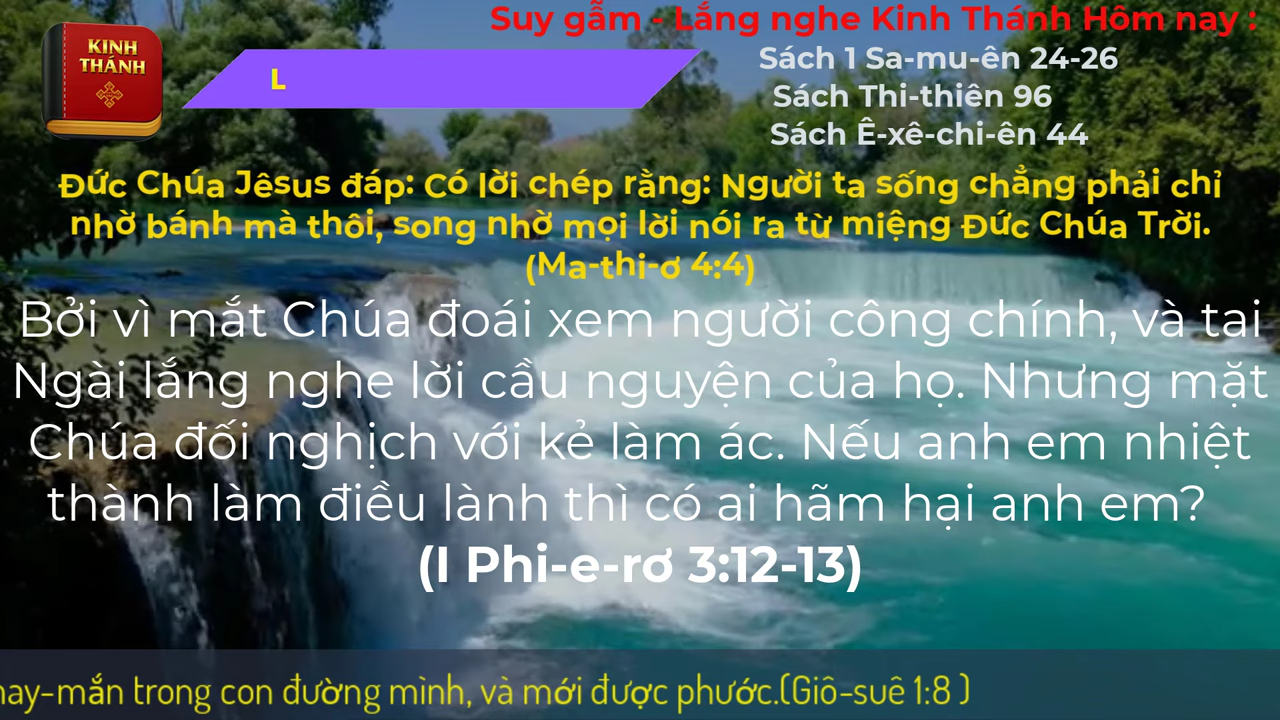 Suy gẫm - Lắng nghe Kinh Thánh Hôm nay :
KINH
THÁNH
L
Sách 1 Sa-mu-ên 24-26
Sách Thi-thiên 96
Sách Ê-xê-chi-ên 44
Đức Chúa Jêsus đáp: Có lời chép rằng: Người ta sống chẳng phải chỉ
nhờ bánh mà thôi, song nhờ mọi lời nói ra từ miệng Đức Chúa Trời.
(Ma-thi-ơ 4:4)
Bởi vì mắt Chúa đoái xem người công chính, và tai
Ngài lắng nghe lời cầu nguyện của họ. Nhưng mặt
Chúa đối nghịch với kẻ làm ác. Nếu anh em nhiệt
thành làm điều lành thì có ai hãm hại anh em?
(I Phi-e-rơ 3:12-13)
may-mắn trong con đường mình, và mới được phước.(Giô-suê 1:8 )